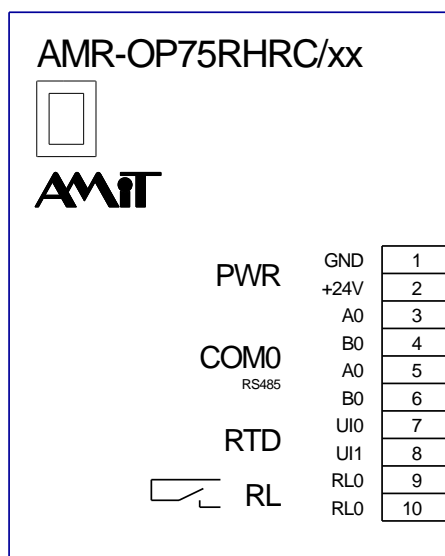 AMR-OP75RHRC/xx
AMiT
PWR
GND 1
+24V 2
A0 3
COM0
RS485
B0 4
A0 5
B0 6
RTD
UI0 7
UI1 8
RL
RL0 9
RL0 10